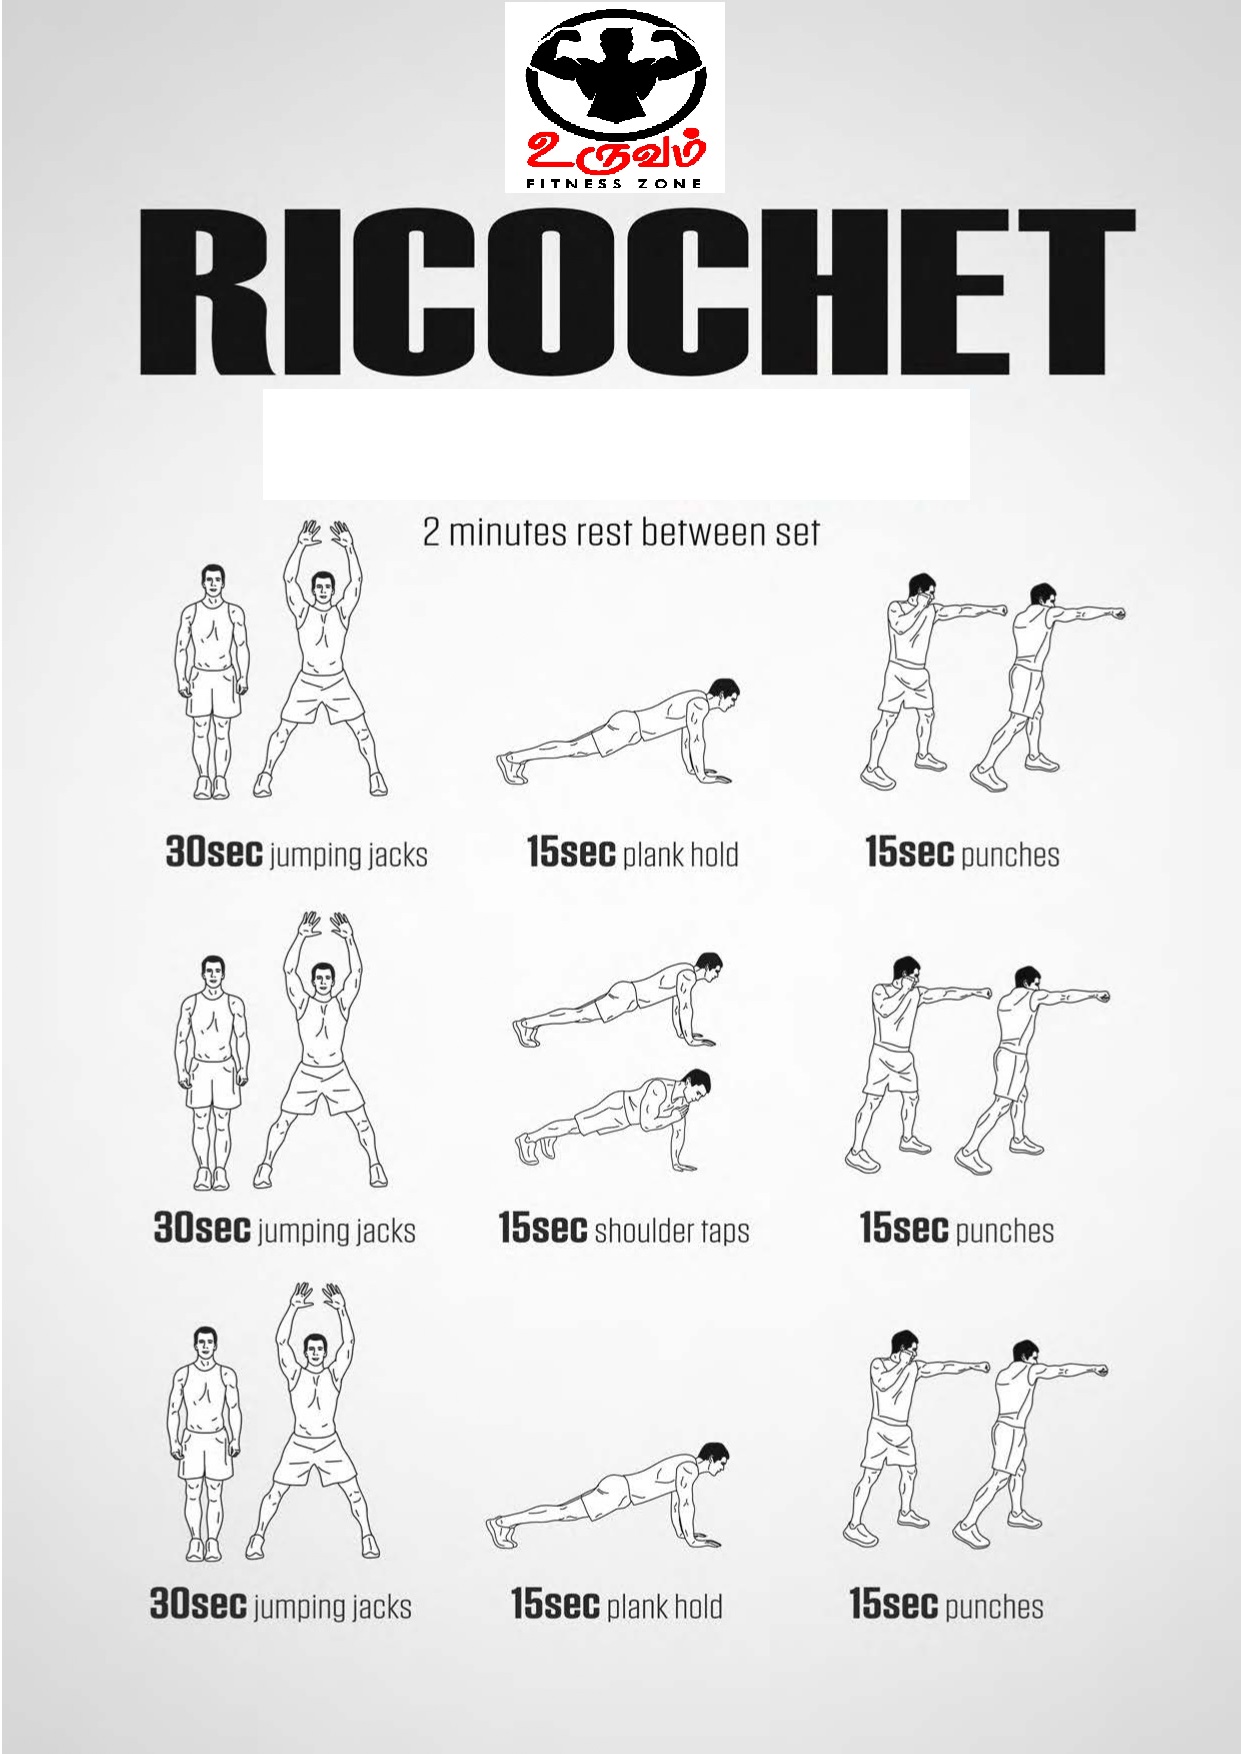 உருவம்
FITNESS ZONE
RICOCHET
2 minutes rest between set
30sec jumping jacks
15sec plank hold
15sec punches
30sec jumping jacks
15sec shoulder taps
15sec punches
30sec jumping jacks
15sec plank hold
15sec punches